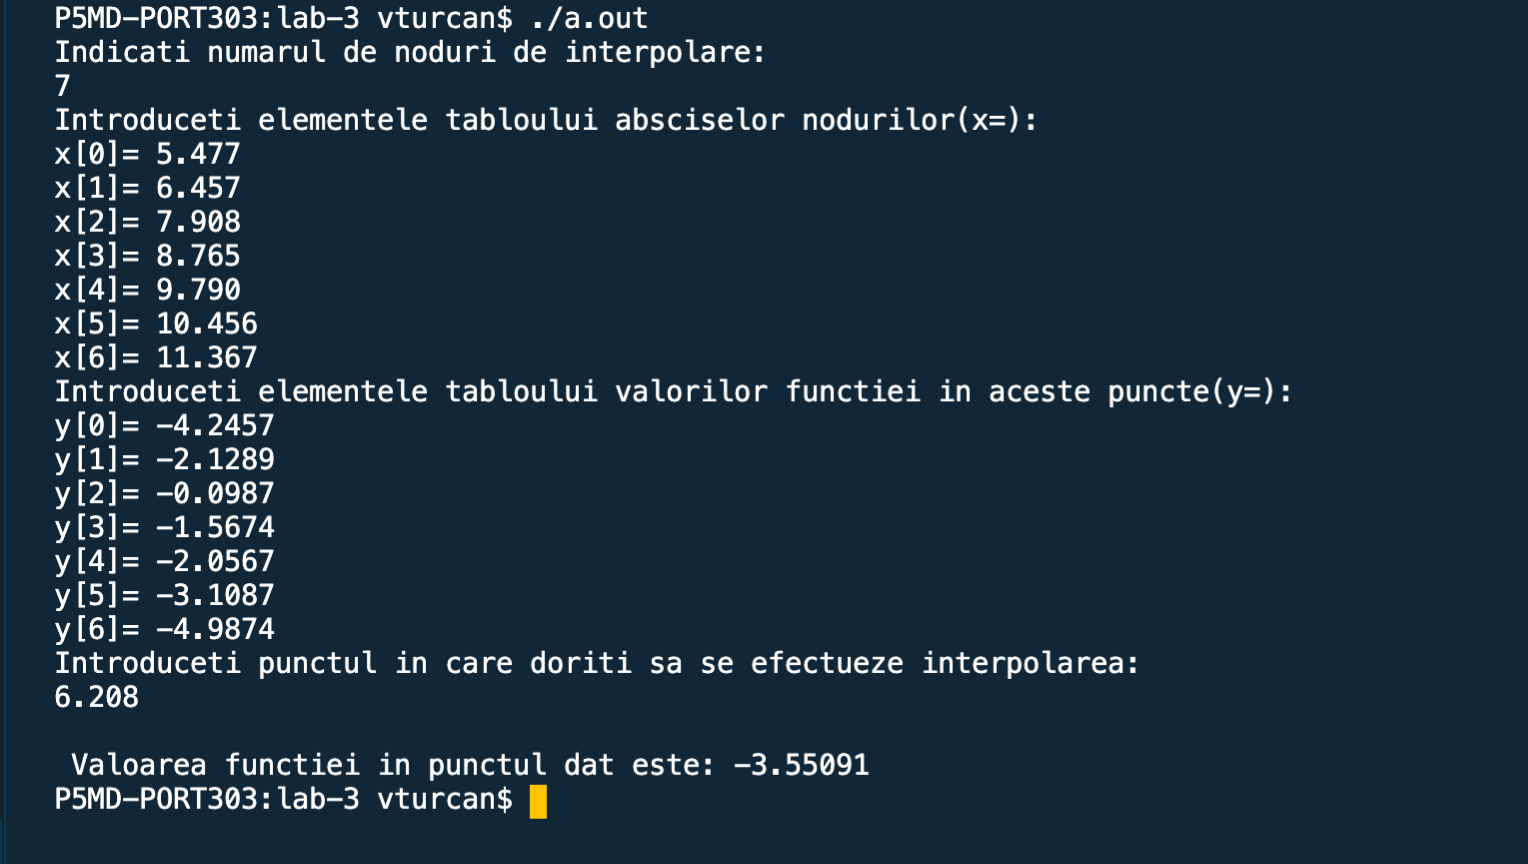 P5MD-PORT303:lab-3 vturcan$ ./a.out
Indicati numarul de noduri de interpolare:
7
Introduceti elementele tabloului absciselor nodurilor(x=):
x[0]= 5.477
x[1]= 6.457
x[2]= 7.908
x[3]= 8.765
x[4]= 9.790
x[5]= 10.456
x[6]= 11.367
Introduceti elementele tabloului valorilor functiei in aceste puncte(y=):
y[0]= -4.2457
y[1]= -2.1289
y[2]= -0.0987
y[3]= -1.5674
y[4]= -2.0567
y[5]= -3.1087
y[6]= -4.9874
Introduceti punctul in care doriti sa se efectueze interpolarea:
6.208
Valoarea functiei in punctul dat este: -3.55091
P5MD-PORT303:lab-3 vturcan$